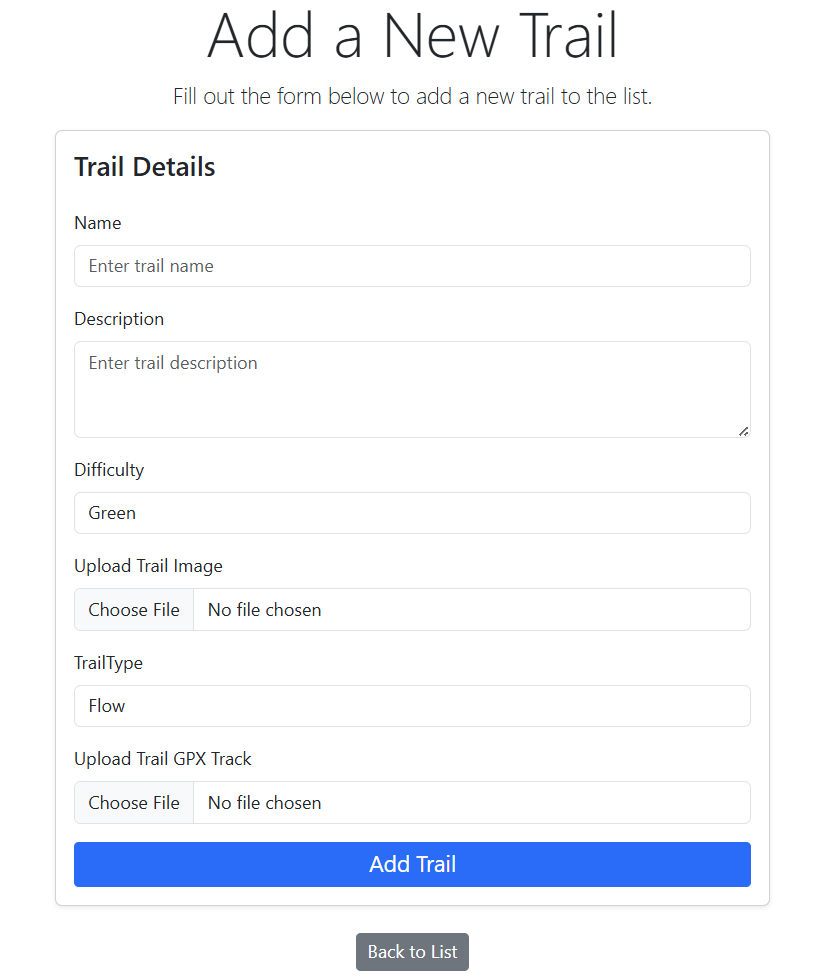 Add a New Trail
Fill out the form below to add a new trail to the list.
Trail Details
Name
Enter trail name
Description
Enter trail description
Difficulty
Green
Upload Trail Image
Choose File No file chosen
TrailType
Flow
Upload Trail GPX Track
Choose File No file chosen
Add Trail
Back to List